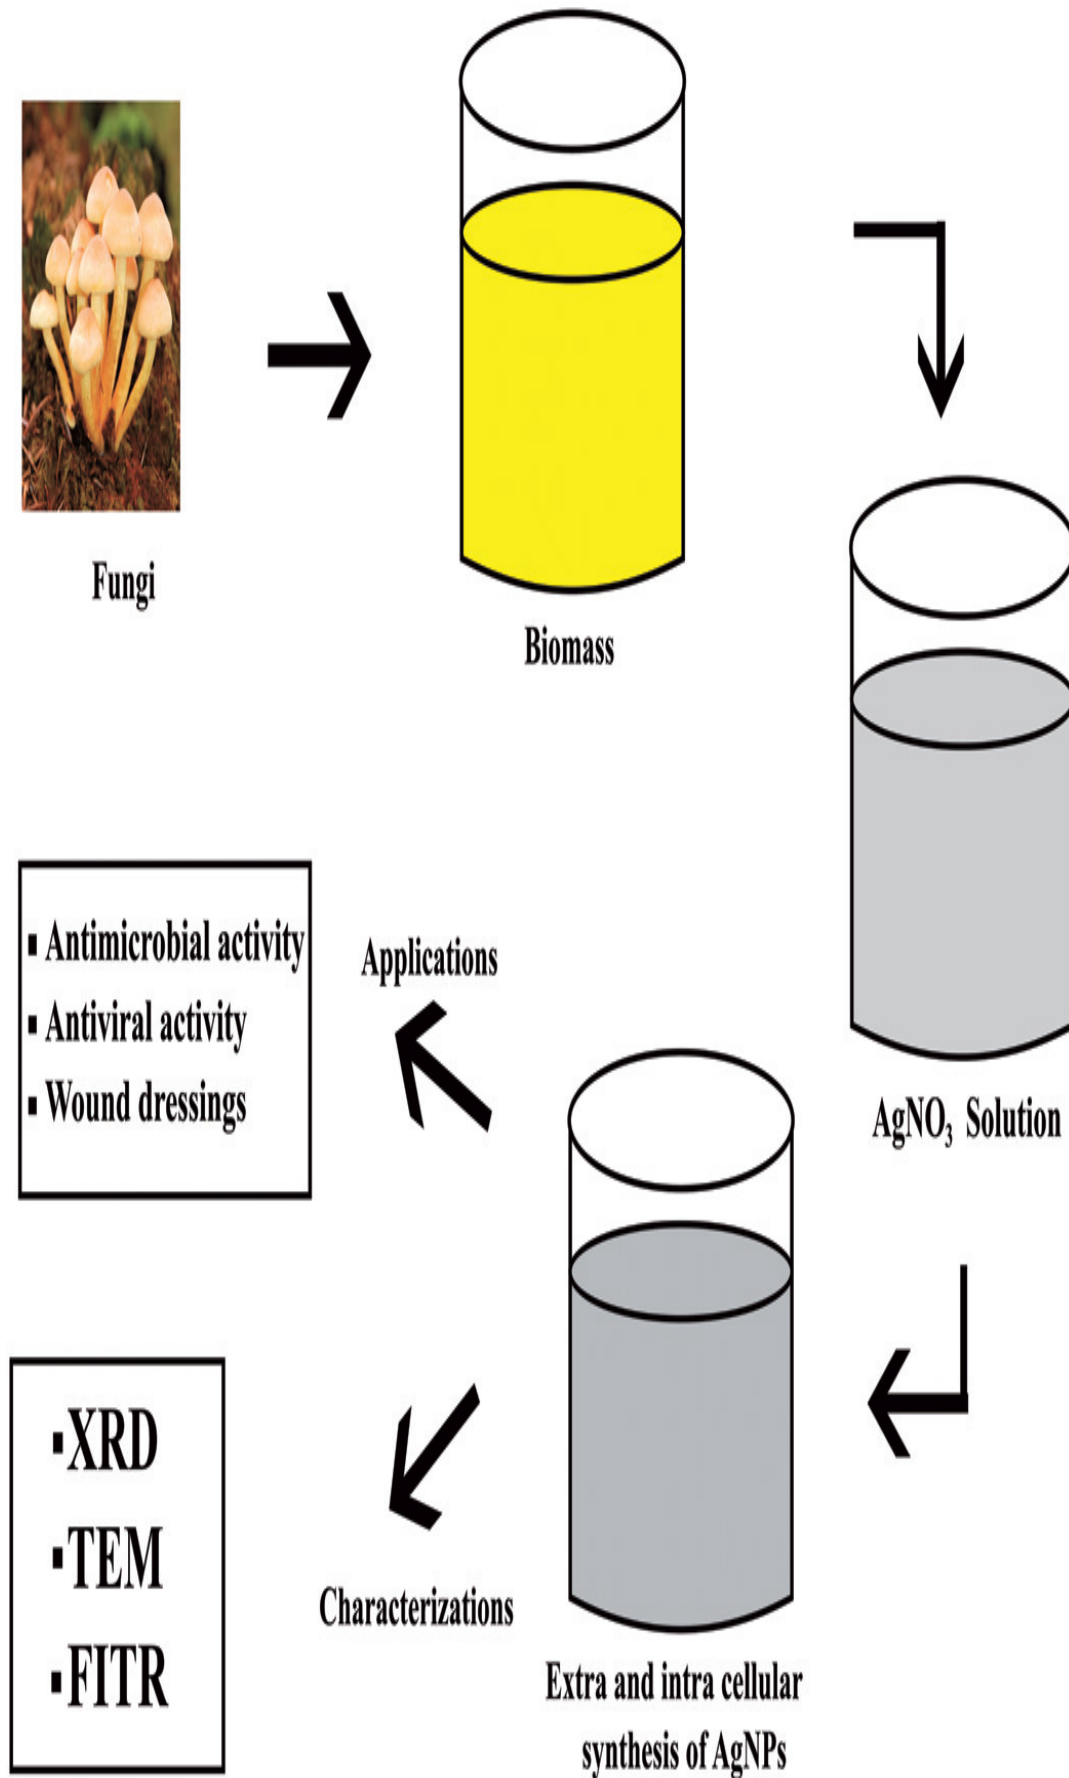 Fungi
Biomass
AgNO₃ Solution
Extra and intra cellular
synthesis of AgNPs
Applications
▪ Antimicrobial activity
▪ Antiviral activity
▪ Wound dressings
Characterizations
▪XRD
▪TEM
▪FITR